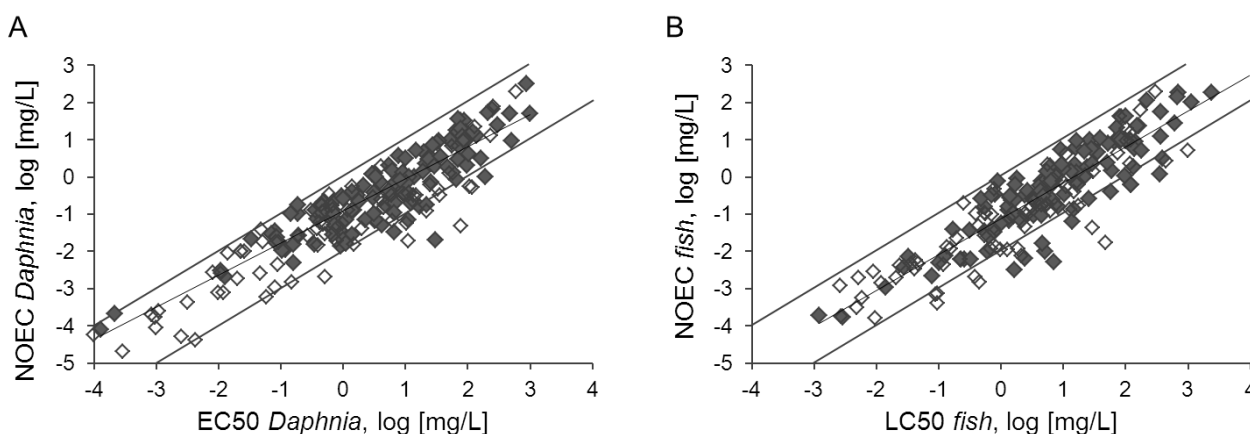 A
B
NOEC Daphnia, log [mg/L]
3
2
1
0
-1
-2
-3
-4
-5
-4 -3 -2 -1 0 1 2 3 4
EC50 Daphnia, log [mg/L]
NOEC fish, log [mg/L]
3
2
1
0
-1
-2
-3
-4
-5
-4 -3 -2 -1 0 1 2 3 4
LC50 fish, log [mg/L]